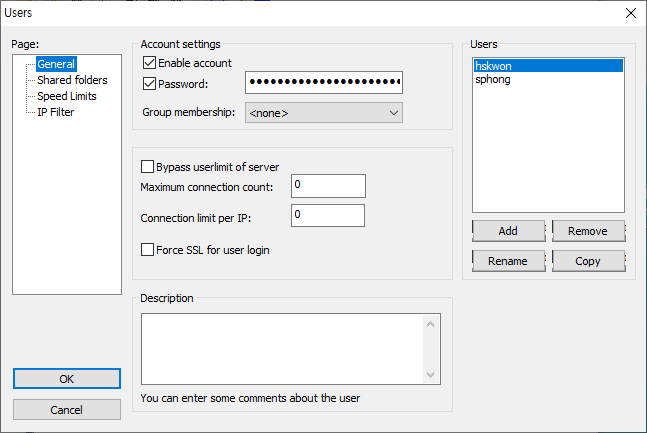 Users
Page:
General
Shared folders
Speed Limits
IP Filter
OK
Cancel
Account settings
Enable account
Password: ••••••••••••••••••••••
Group membership: <none>
Bypass userlimit of server
Maximum connection count: 0
Connection limit per IP: 0
Force SSL for user login
Description
You can enter some comments about the user
Users
hskwon
sphong
Add Remove
Rename Copy